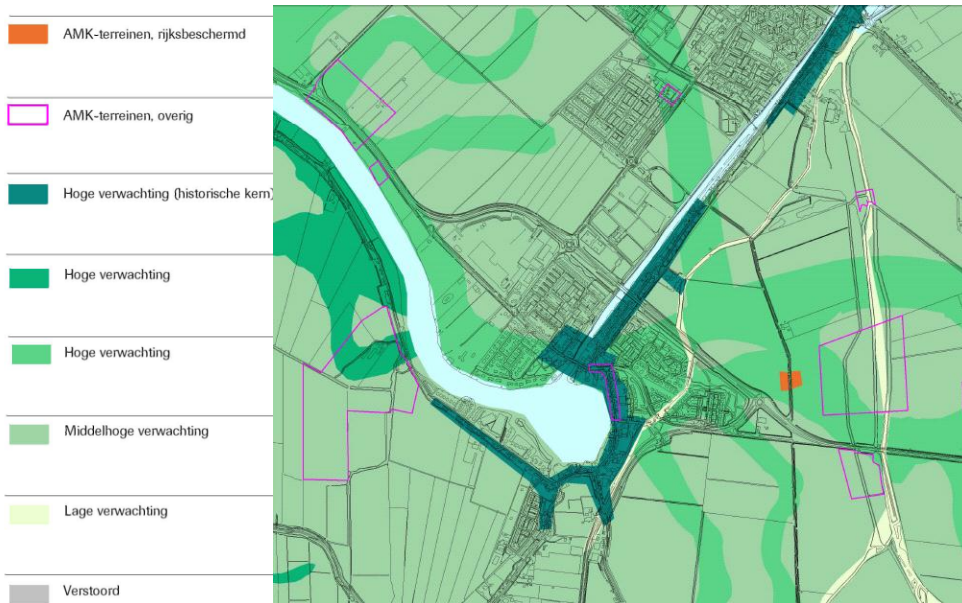 AMK-terreinen, rijksbeschermd
AMK-terreinen, overig
Hoge verwachting (historische kern)
Hoge verwachting
Hoge verwachting
Middelhoge verwachting
Lage verwachting
Verstoord